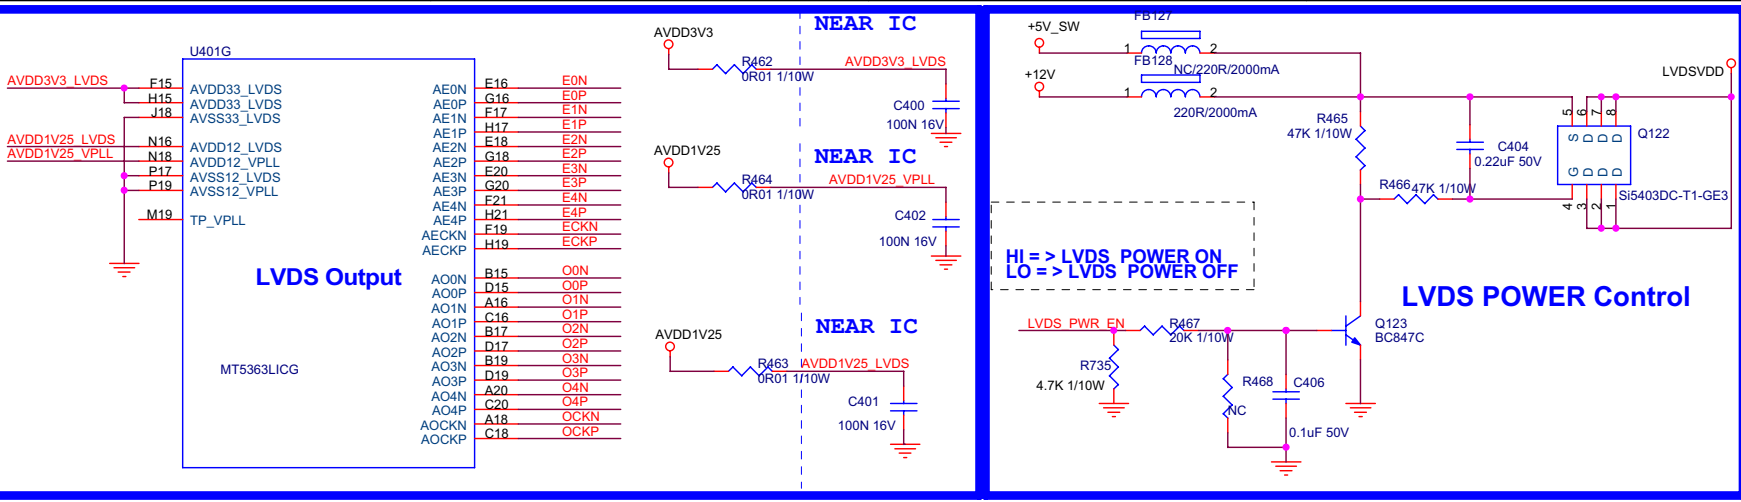 U401G
AVDD3V3_LVDS
F15
H15
J18
AVDD1V25_LVDS
N16
AVDD1V25_VPLL
N18
P17
P19
M19
AVDD33_LVDS
AVDD33_LVDS
AVSS33_LVDS
AVDD12_LVDS
AVDD12_VPLL
AVSS12_LVDS
AVSS12_VPLL
TP_VPLL
LVDS Output
MT5363LICG
AE0N E16 E0N
AE0P G16 E0P
AE1N F17 E1N
AE1P H17 E1P
AE2N E18 E2N
AE2P G18 E2P
AE3N E20 E3N
AE3P G20 E3P
AE4N F21 E4N
AE4P H21 E4P
AECKN F19 ECKN
AECKP H19 ECKP
AO0N B15 O0N
AO0P D15 O0P
AO1N A16 O1N
AO1P C16 O1P
AO2N B17 O2N
AO2P D17 O2P
AO3N B19 O3N
AO3P D19 O3P
AO4N A20 O4N
AO4P C20 O4P
AOCKN A18 OCKN
AOCKP C18 OCKP
NEAR IC
AVDD3V3
R462
0R01 1/10W
AVDD3V3_LVDS
C400
100N 16V
NEAR IC
AVDD1V25
R464
0R01 1/10W
AVDD1V25_VPLL
C402
100N 16V
NEAR IC
AVDD1V25
R463
0R01 1/10W
AVDD1V25_LVDS
C401
100N 16V
FB127
+5V_SW
1 2
FB128
NC/220R/2000mA
+12V
1 2
220R/2000mA
LVDSVDD
R465
47K 1/10W
C404
0.22uF 50V
5 6 7 8
S D D D
G D D D
4 3 2 1
Q122
Si5403DC-T1-GE3
R466
47K 1/10W
HI = > LVDS POWER ON
LO = > LVDS POWER OFF
LVDS POWER Control
LVDS_PWR_EN
R467
20K 1/10W
Q123
BC847C
R735
4.7K 1/10W
R468
NC
C406
0.1uF 50V